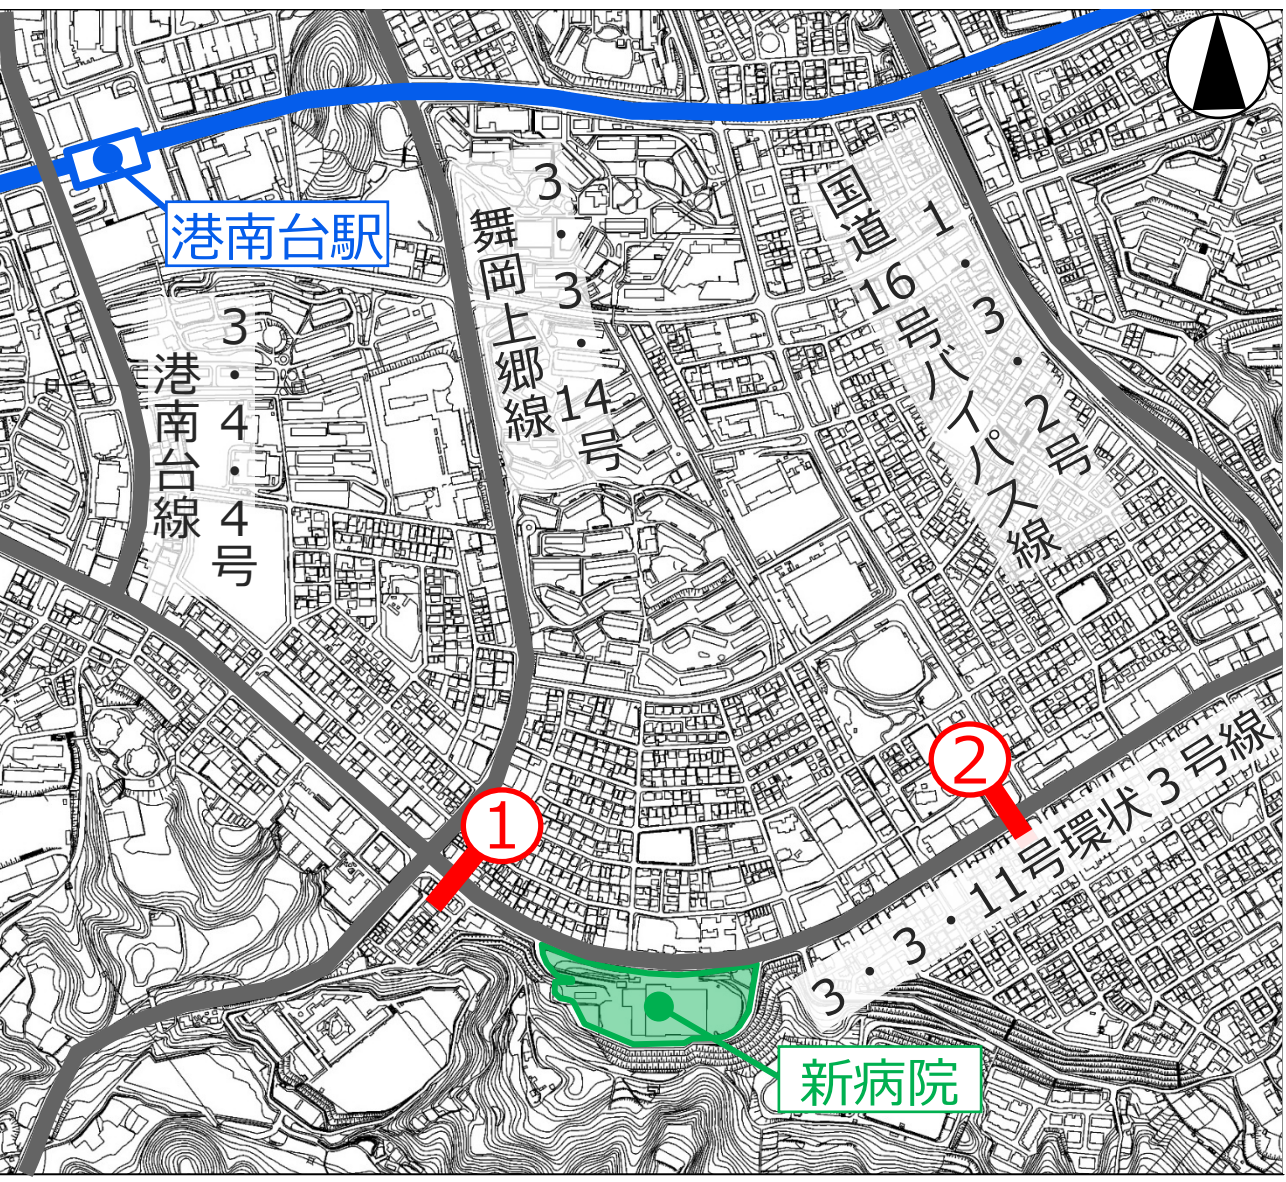 港南台駅
3・4・4号
港南台線
3・3・14号
舞岡上郷線
1・3・2号
国道16号バイパス線
1
2
3・3・11号環状3号線
新病院